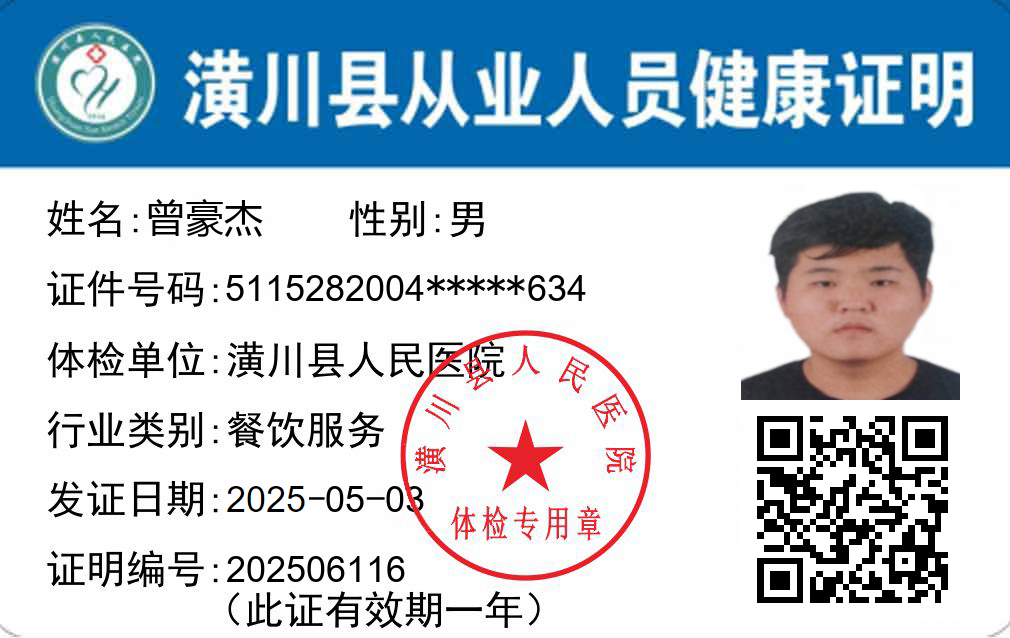 潢川县从业人员健康证明
姓名:曾豪杰 性别:男
证件号码:5115282004*****634
体检单位:潢川县人民医院
行业类别:餐饮服务
发证日期:2025-05-03
证明编号:202506116
（此证有效期一年）
潢川县人民医院
体检专用章